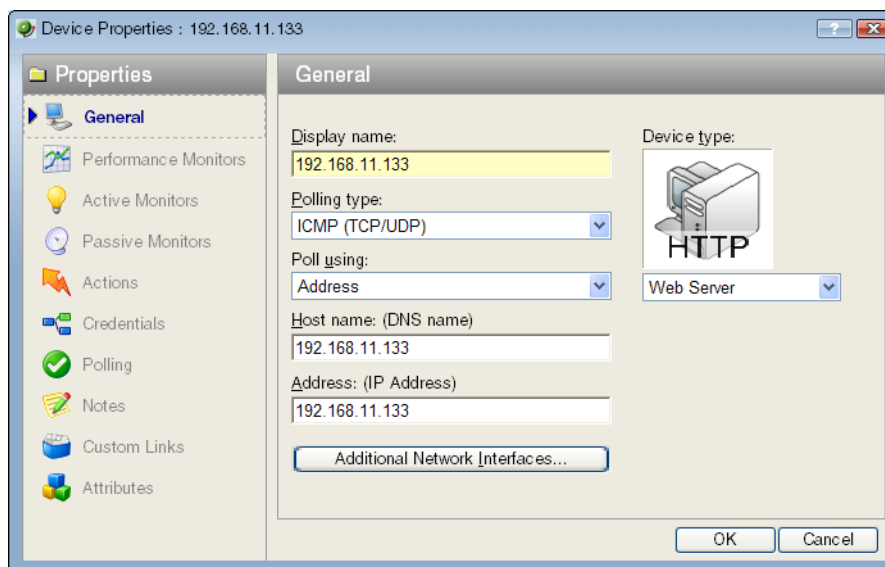 Device Properties : 192.168.11.133
?
Properties
General
Performance Monitors
Active Monitors
Passive Monitors
Actions
Credentials
Polling
Notes
Custom Links
Attributes
General
Display name:
192.168.11.133
Polling type:
ICMP (TCP/UDP)
Poll using:
Address
Host name: (DNS name)
192.168.11.133
Address: (IP Address)
192.168.11.133
Additional Network Interfaces...
Device type:
HTTP
Web Server
OK
Cancel